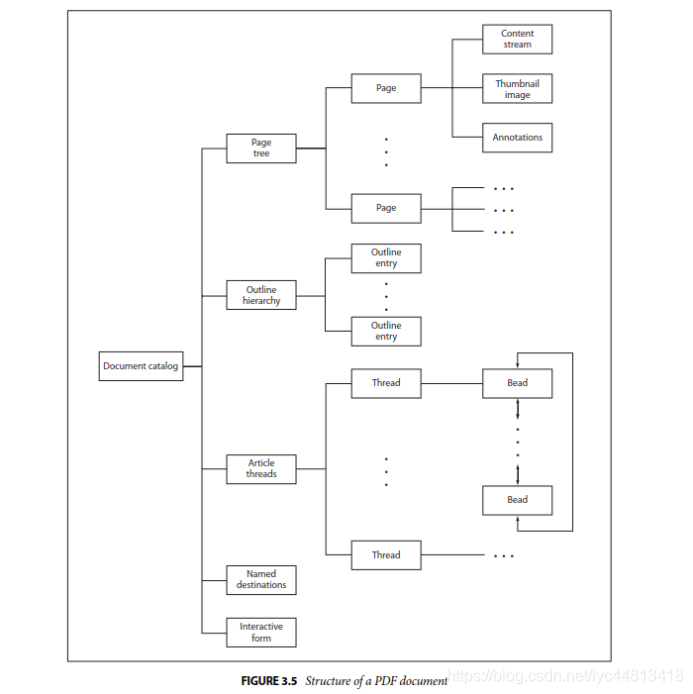 Content
stream
Page
Thumbnail
image
Annotations
Page
tree
Page
Outline
entry
Outline
hierarchy
Outline
entry
Document catalog
Thread
Bead
Article
threads
Bead
Thread
Named
destinations
Interactive
form
FIGURE 3.5 Structure of a PDF document
https://blog.csdn.net/lyc44813418